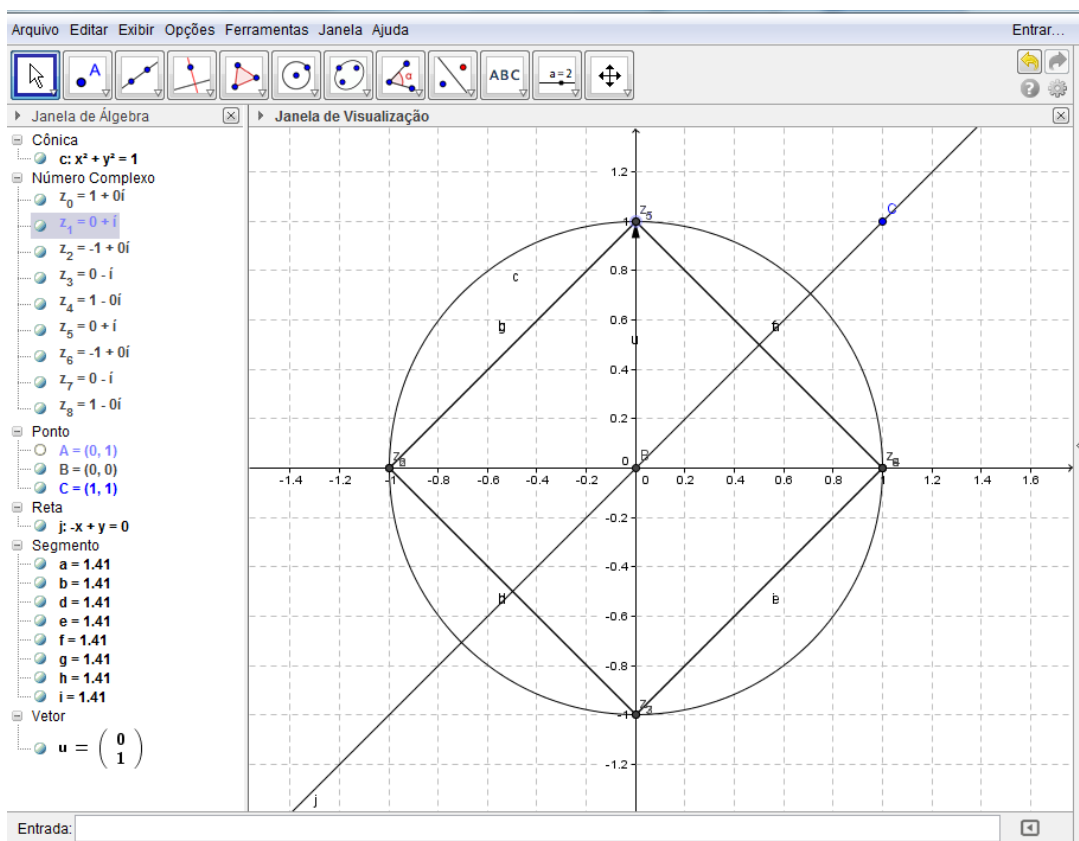 Arquivo Editar Exibir Opções Ferramentas Janela Ajuda Entrar...
A α ABC a=2
Janela de Álgebra
Janela de Visualização
Cônica
c: x² + y² = 1
Número Complexo
z₀ = 1 + 0í
z₁ = 0 + í
z₂ = -1 + 0í
z₃ = 0 - í
z₄ = 1 - 0í
z₅ = 0 + í
z₆ = -1 + 0í
z₇ = 0 - í
z₈ = 1 - 0í
Ponto
A = (0, 1)
B = (0, 0)
C = (1, 1)
Reta
j: -x + y = 0
Segmento
a = 1.41
b = 1.41
d = 1.41
e = 1.41
f = 1.41
g = 1.41
h = 1.41
i = 1.41
Vetor
u = ( 0 1 )
1.2
C
1
0.8
c
0.6
u
0.4
0.2
0
B
-1.4 -1.2 -1 -0.8 -0.6 -0.4 -0.2 0 0.2 0.4 0.6 0.8 1 1.2 1.4 1.6
-0.2
-0.4
-0.6
-0.8
-1
-1.2
j
Entrada: